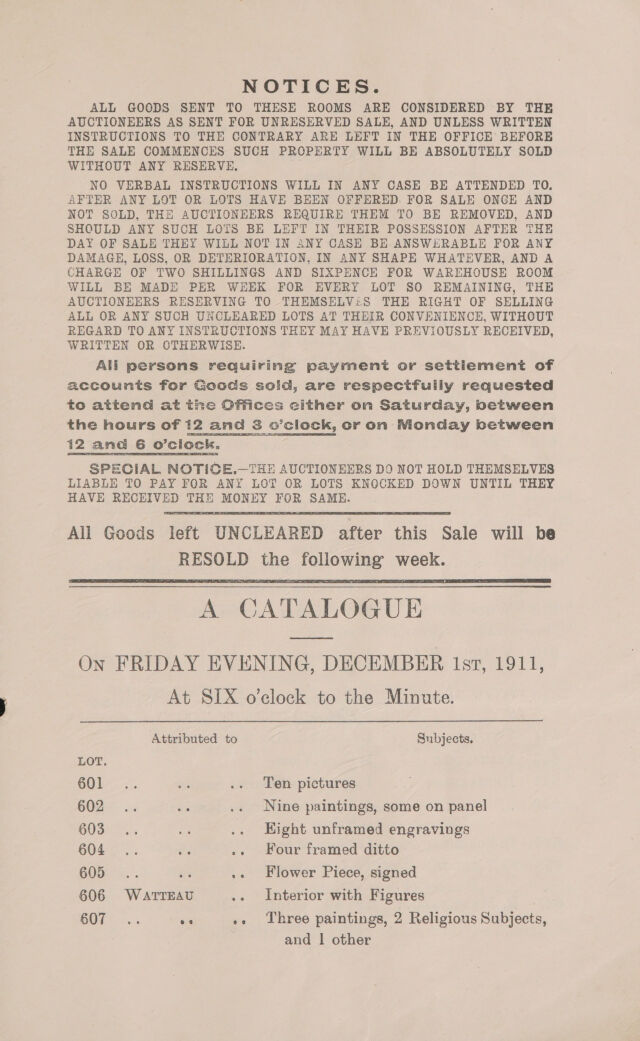 NOTICES.
ALL GOODS SENT TO THESE ROOMS ARE CONSIDERED BY THE
AUCTIONEERS AS SENT FOR UNRESERVED SALE, AND UNLESS WRITTEN
INSTRUCTIONS TO THE CONTRARY ARE LEFT IN THE OFFICE BEFORE
THE SALE COMMENCES SUCH PROPERTY WILL BE ABSOLUTELY SOLD
WITHOUT ANY RESERVE.
NO VERBAL INSTRUCTIONS WILL IN ANY CASE BE ATTENDED TO.
AFTER ANY LOT OR LOTS HAVE BEEN OFFERED FOR SALE ONCE AND
NOT SOLD, THE AUCTIONEERS REQUIRE THEM TO BE REMOVED, AND
SHOULD ANY SUCH LOTS BE LEFT IN THEIR POSSESSION AFTER THE
DAY OF SALE THEY WILL NOT IN ANY CASE BE ANSWERABLE FOR ANY
DAMAGE, LOSS, OR DETERIORATION, IN ANY SHAPE WHATEVER, AND A
CHARGE OF TWO SHILLINGS AND SIXPENCE FOR WAREHOUSE ROOM
WILL BE MADE PER WEEK FOR EVERY LOT SO REMAINING, THE
AUCTIONEERS RESERVING TO THEMSELVES THE RIGHT OF SELLING
ALL OR ANY SUCH UNCLEARED LOTS AT THEIR CONVENIENCE, WITHOUT
REGARD TO ANY INSTRUCTIONS THEY MAY HAVE PREVIOUSLY RECEIVED,
WRITTEN OR OTHERWISE.
All persons requiring payment or settlement of
accounts for Goods sold, are respectfully requested
to attend at the Offices either on Saturday, between
the hours of 12 and 3 o'clock, or on Monday between
12 and 6 o'clock.
SPECIAL NOTICE.—THE AUCTIONEERS DO NOT HOLD THEMSELVES
LIABLE TO PAY FOR ANY LOT OR LOTS KNOCKED DOWN UNTIL THEY
HAVE RECEIVED THE MONEY FOR SAME.
All Goods left UNCLEARED after this Sale will be
RESOLD the following week.
A CATALOGUE
ON FRIDAY EVENING, DECEMBER 1ST, 1911,
At SIX o'clock to the Minute.
Attributed to Subjects.
LOT.
601 .. .. .. Ten pictures
602 .. .. .. Nine paintings, some on panel
603 .. .. .. Eight unframed engravings
604 .. .. .. Four framed ditto
605 .. .. .. Flower Piece, signed
606 WATTEAU .. Interior with Figures
607 .. .. .. Three paintings, 2 Religious Subjects,
and 1 other